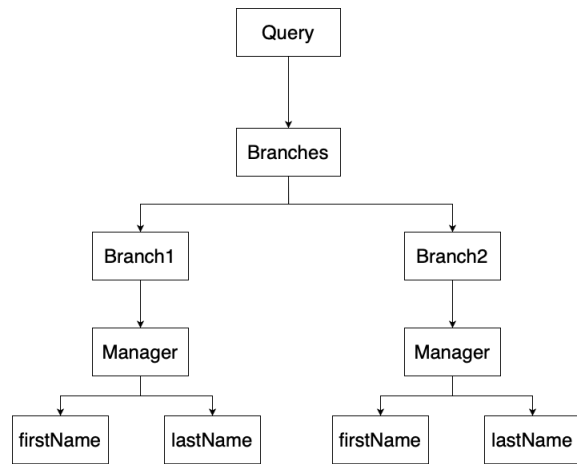 Query
Branches
Branch1
Branch2
Manager
Manager
firstName
lastName
firstName
lastName